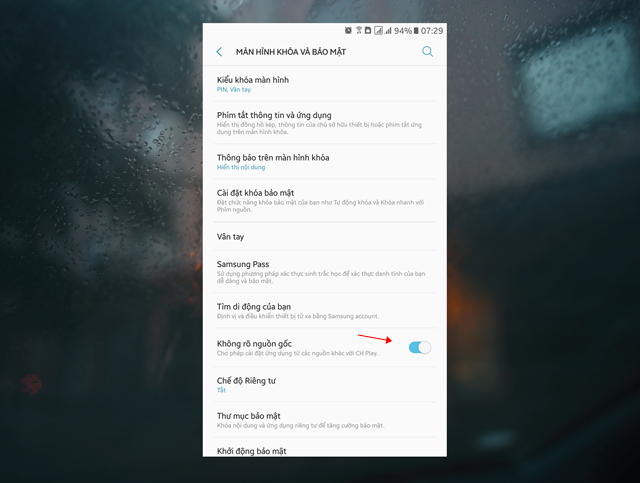 94% 07:29
MÀN HÌNH KHÓA VÀ BẢO MẬT
Kiểu khóa màn hình
PIN, Vân tay
Phím tắt thông tin và ứng dụng
Hiển thị đồng hồ kép, thông tin của chủ sở hữu thiết bị hoặc phím tắt ứng
dụng trên màn hình khóa.
Thông báo trên màn hình khóa
Hiển thị nội dung
Cài đặt khóa bảo mật
Đặt chức năng khóa bảo mật của bạn như Tự động khóa và Khóa nhanh với
Phím nguồn.
Vân tay
Samsung Pass
Sử dụng phương pháp xác thực sinh trắc học để xác thực danh tính của bạn
dễ dàng và bảo mật.
Tìm di động của bạn
Định vị và điều khiển thiết bị từ xa bằng Samsung account.
Không rõ nguồn gốc
Cho phép cài đặt ứng dụng từ các nguồn khác với CH Play.
Chế độ Riêng tư
Tắt
Thư mục bảo mật
Khóa nội dung và ứng dụng riêng tư để tăng cường bảo mật.
Khởi động bảo mật